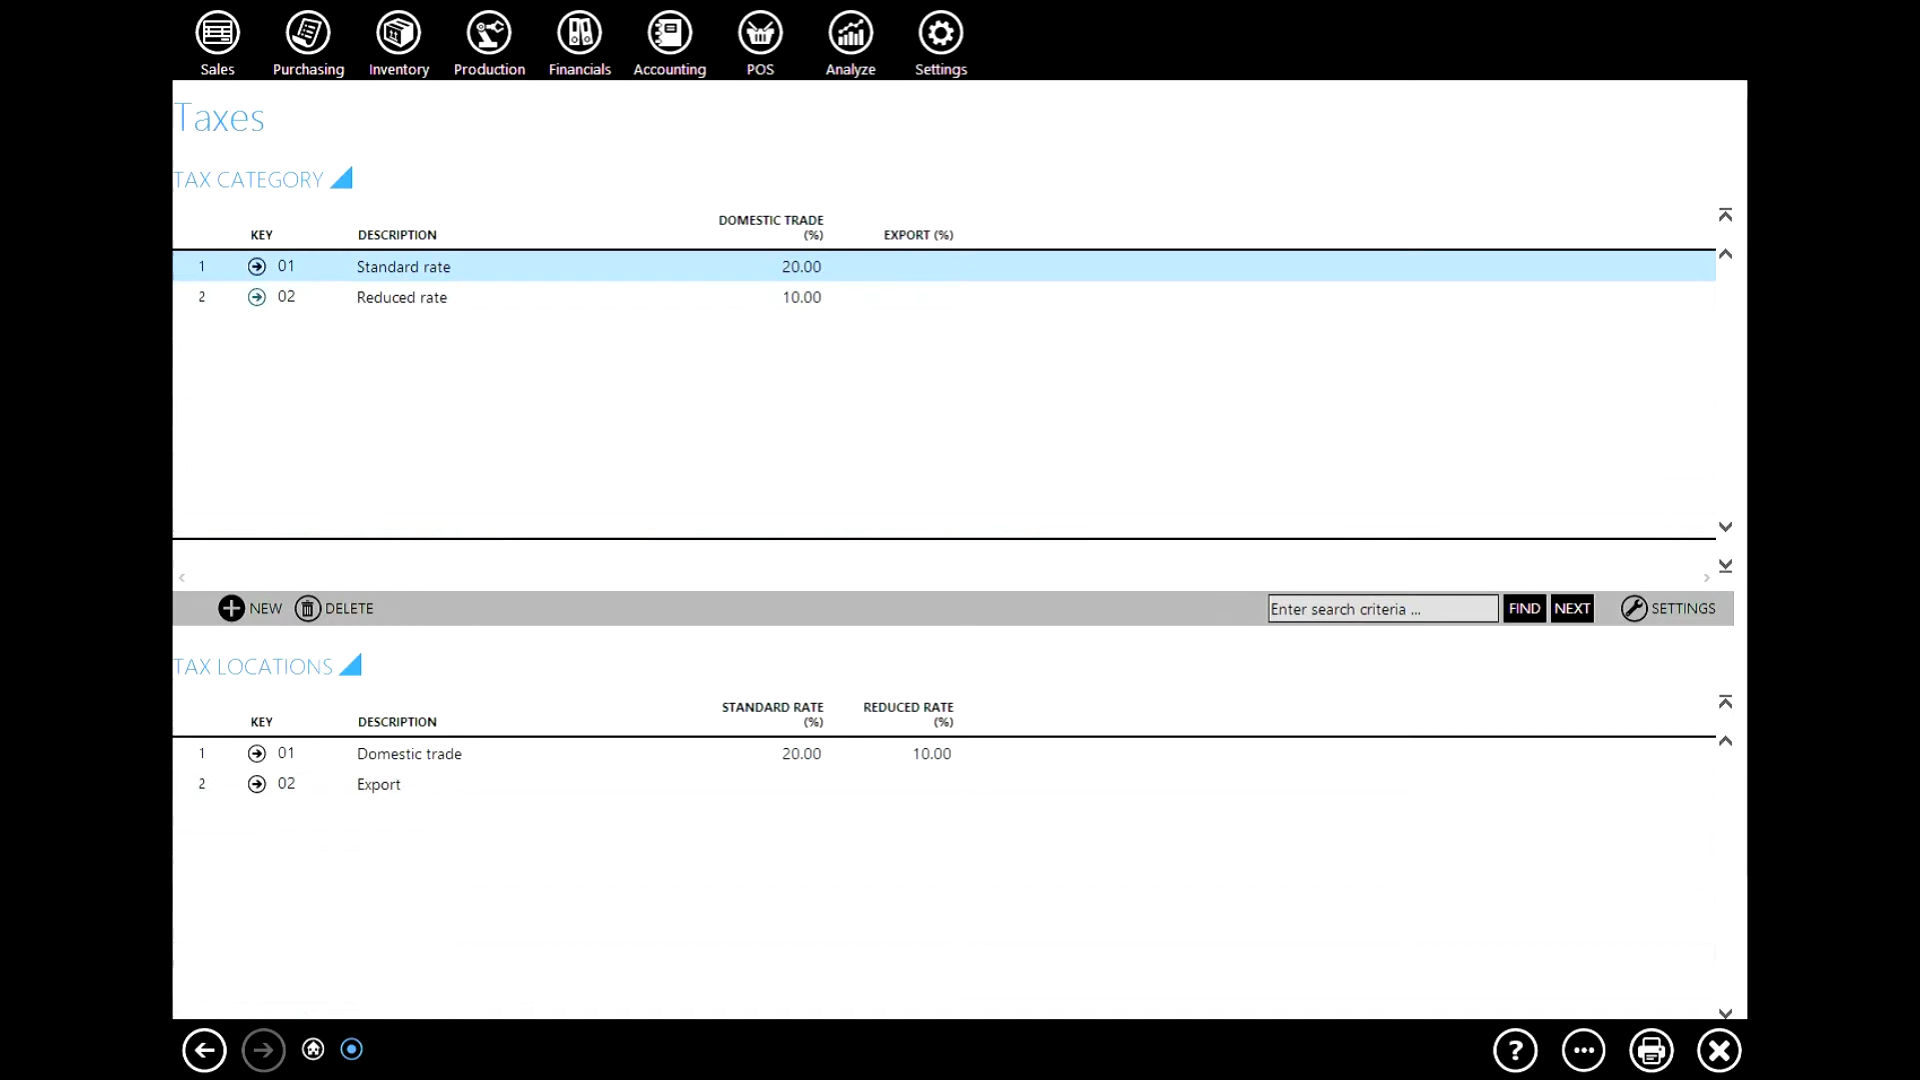 Sales Purchasing Inventory Production Financials Accounting POS Analyze Settings
Taxes
TAX CATEGORY
KEY DESCRIPTION DOMESTIC TRADE (%) EXPORT (%)
1 01 Standard rate 20.00
2 02 Reduced rate 10.00
NEW DELETE Enter search criteria ... FIND NEXT SETTINGS
TAX LOCATIONS
KEY DESCRIPTION STANDARD RATE (%) REDUCED RATE (%)
1 01 Domestic trade 20.00 10.00
2 02 Export